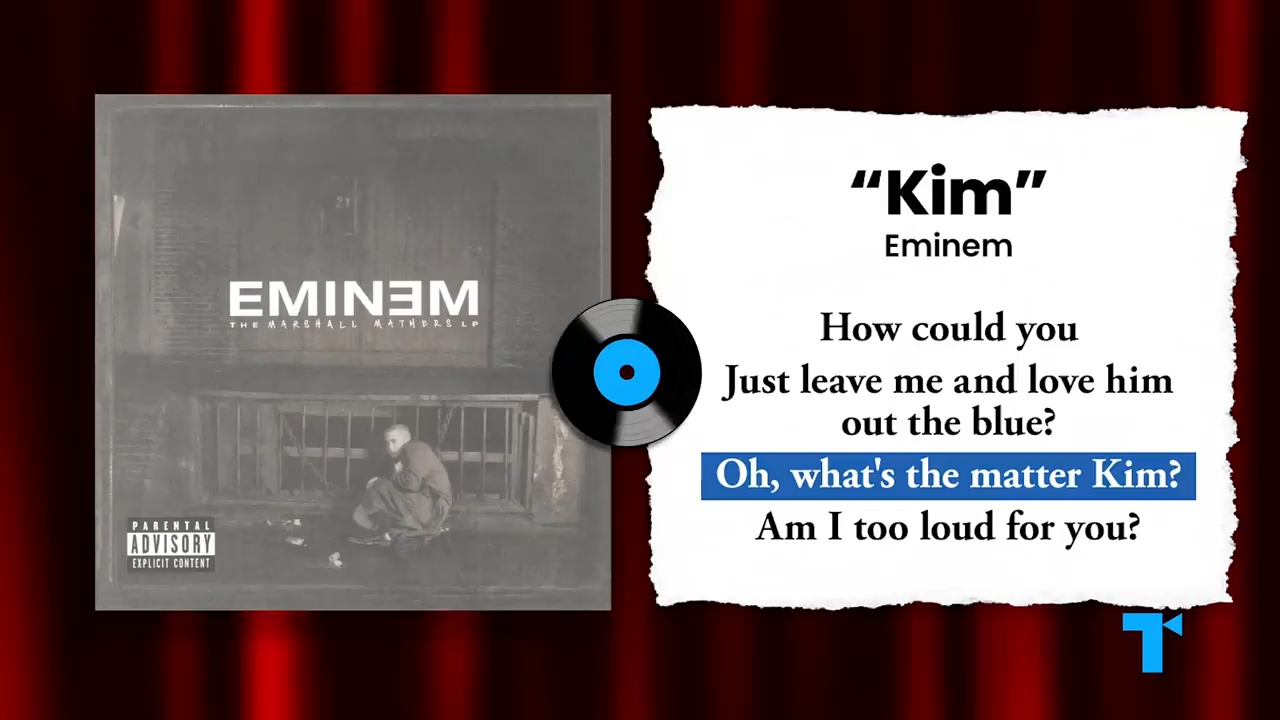 EMINƎM
THE MARSHALL MATHERS LP
PARENTAL
ADVISORY
EXPLICIT CONTENT
“Kim”
Eminem
How could you
Just leave me and love him
out the blue?
Oh, what's the matter Kim?
Am I too loud for you?